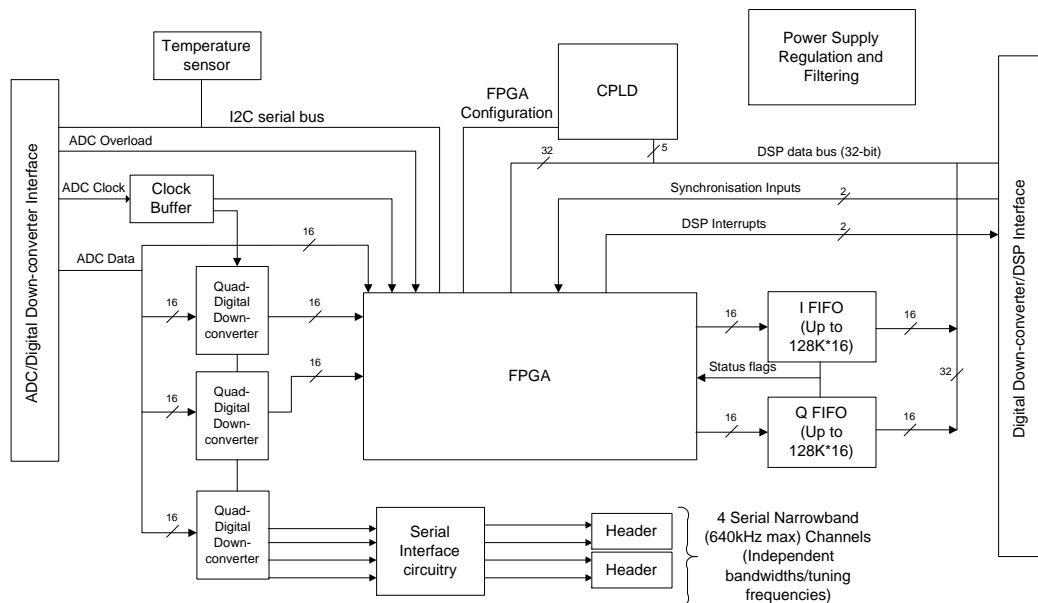 Temperature
sensor
Power Supply
Regulation and
Filtering
CPLD
FPGA
Configuration
I2C serial bus
ADC/Digital Down-converter Interface
Digital Down-converter/DSP Interface
ADC Overload
32
5
DSP data bus (32-bit)
ADC Clock
Clock
Buffer
Synchronisation Inputs
2
DSP Interrupts
2
ADC Data
16
16
Quad-
Digital
Down-
converter
16
FPGA
16
I FIFO
(Up to
128K*16)
16
16
Status flags
32
16
Quad-
Digital
Down-
converter
16
Q FIFO
(Up to
128K*16)
16
16
Quad-
Digital
Down-
converter
Serial
Interface
circuitry
Header
Header
4 Serial Narrowband
(640kHz max) Channels
(Independent
bandwidths/tuning
frequencies)